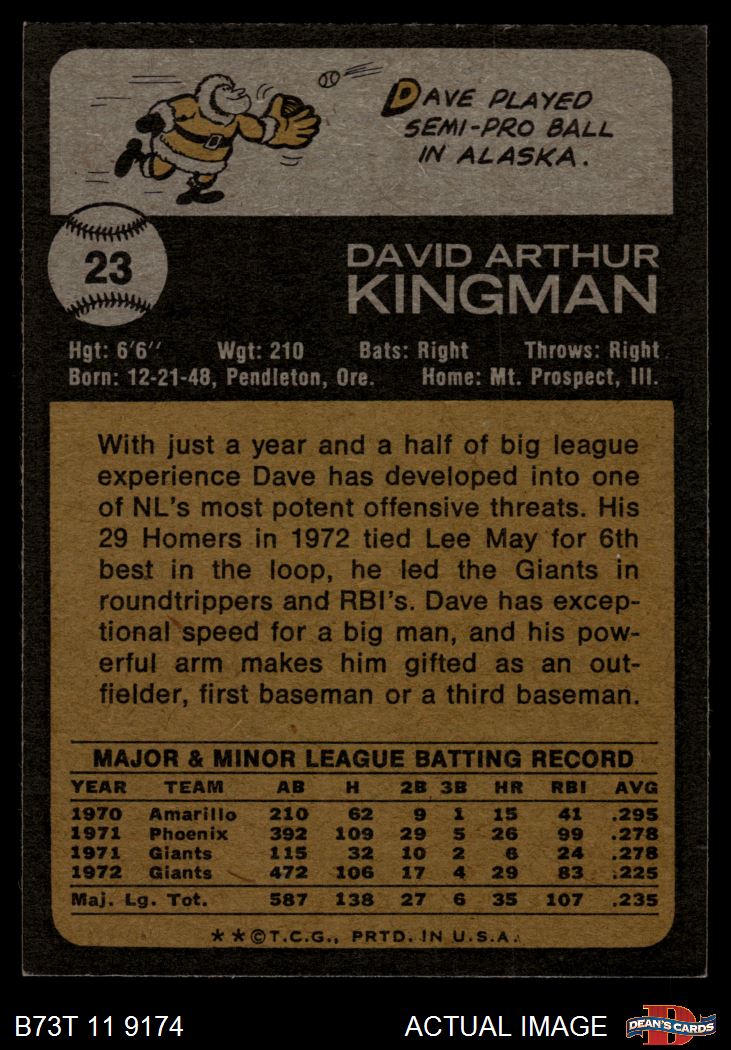 DAVE PLAYED
SEMI-PRO BALL
IN ALASKA.
23
DAVID ARTHUR
KINGMAN
Hgt: 6'6'' Wgt: 210 Bats: Right Throws: Right
Born: 12-21-48, Pendleton, Ore. Home: Mt. Prospect, Ill.
With just a year and a half of big league
experience Dave has developed into one
of NL's most potent offensive threats. His
29 Homers in 1972 tied Lee May for 6th
best in the loop, he led the Giants in
roundtrippers and RBI's. Dave has excep-
tional speed for a big man, and his pow-
erful arm makes him gifted as an out-
fielder, first baseman or a third baseman.
MAJOR & MINOR LEAGUE BATTING RECORD
YEAR TEAM AB H 2B 3B HR RBI AVG
1970 Amarillo 210 62 9 1 15 41 .295
1971 Phoenix 392 109 29 5 26 99 .278
1971 Giants 115 32 10 2 6 24 .278
1972 Giants 472 106 17 4 29 83 .225
Maj. Lg. Tot. 587 138 27 6 35 107 .235
**©T.C.G., PRTD. IN U.S.A.
B73T 11 9174 ACTUAL IMAGE
D
DEAN'S CARDS